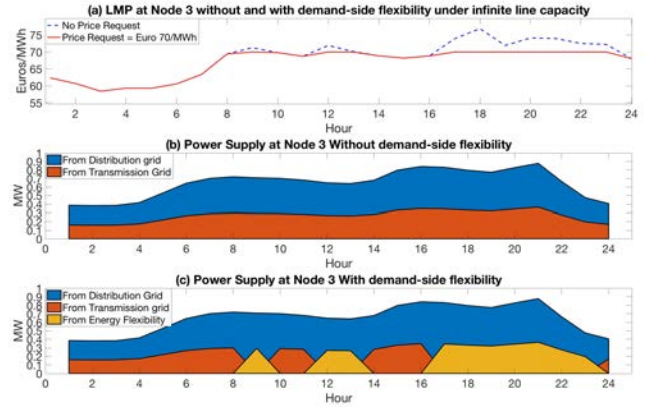 (a) LMP at Node 3 without and with demand-side flexibility under infinite line capacity
No Price Request
Price Request = Euro 70/MWh
Euros/MWh
75
70
65
60
55
2 4 6 8 10 12 14 16 18 20 22 24
Hour
(b) Power Supply at Node 3 Without demand-side flexibility
From Distribution grid
From Transmission Grid
MW
0.9
0.8
0.7
0.6
0.5
0.4
0.3
0.2
0.1
0
0 2 4 6 8 10 12 14 16 18 20 22 24
Hour
(c) Power Supply at Node 3 With demand-side flexibility
From Distribution Grid
From Transmission grid
From Energy Flexibility
MW
0.9
0.8
0.7
0.6
0.5
0.4
0.3
0.2
0.1
0
0 2 4 6 8 10 12 14 16 18 20 22 24
Hour